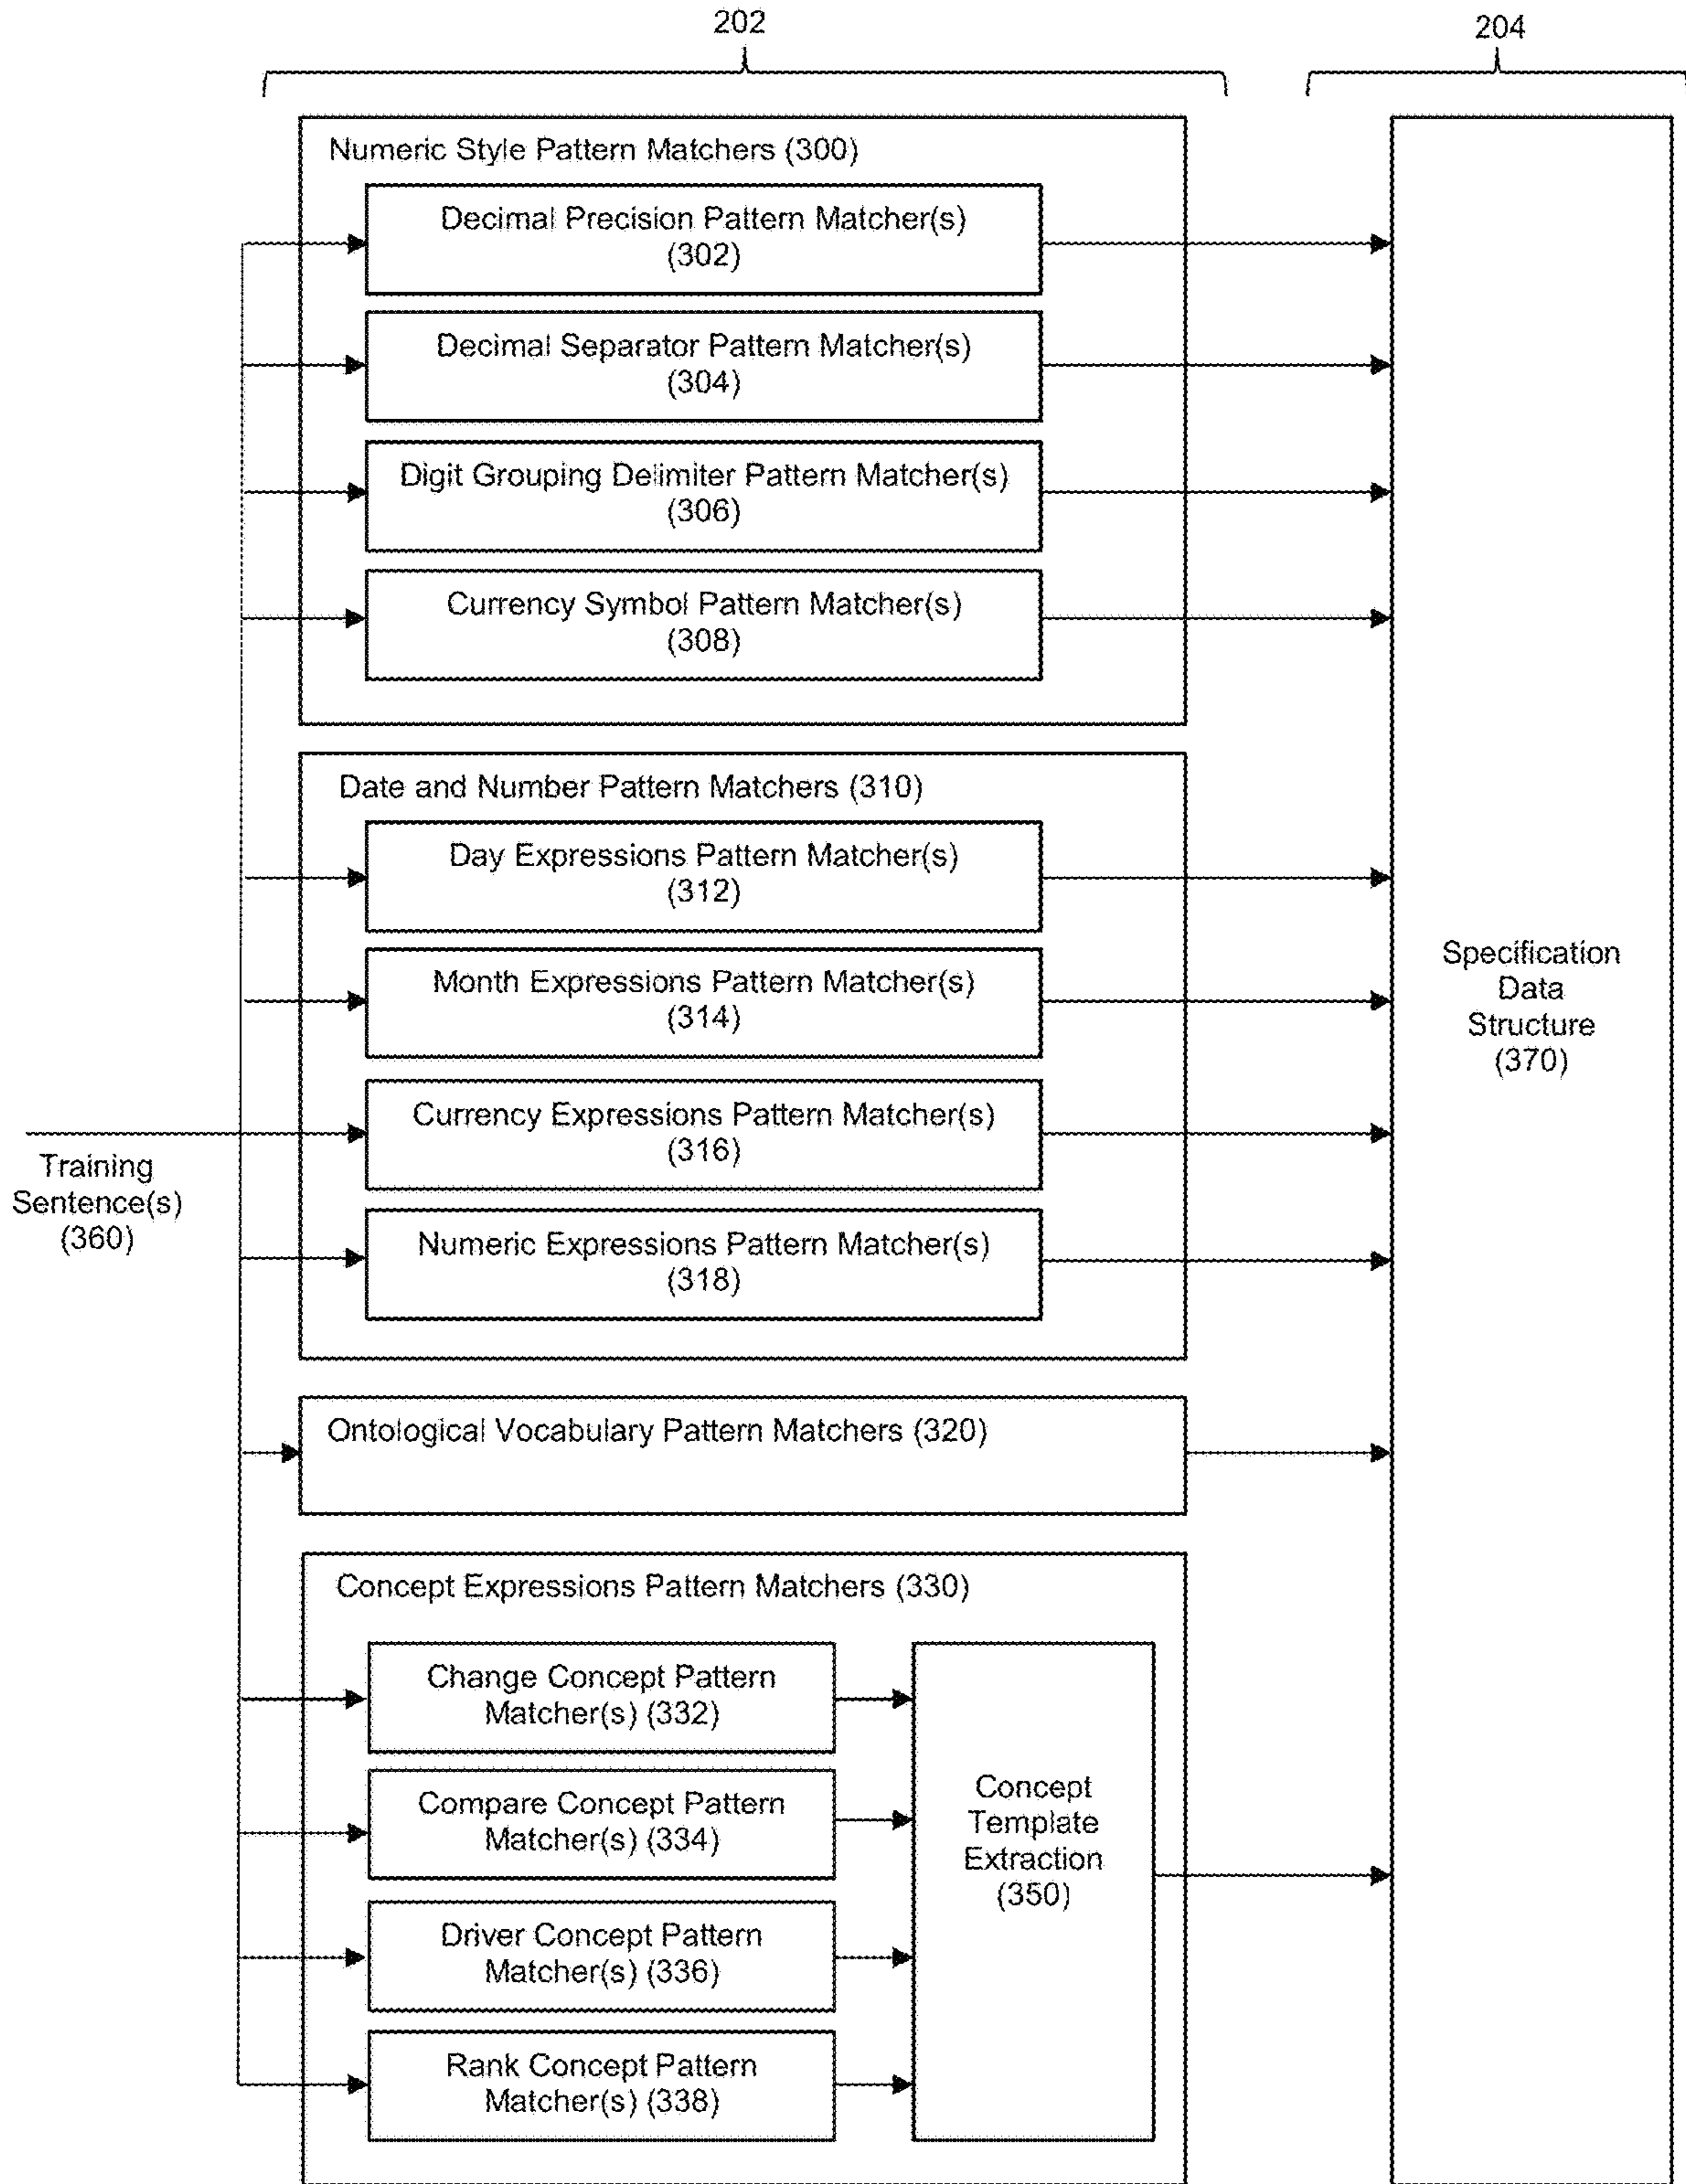 202
204
Numeric Style Pattern Matchers (300)
Decimal Precision Pattern Matcher(s)
(302)
Decimal Separator Pattern Matcher(s)
(304)
Digit Grouping Delimiter Pattern Matcher(s)
(306)
Currency Symbol Pattern Matcher(s)
(308)
Date and Number Pattern Matchers (310)
Day Expressions Pattern Matcher(s)
(312)
Month Expressions Pattern Matcher(s)
(314)
Currency Expressions Pattern Matcher(s)
(316)
Numeric Expressions Pattern Matcher(s)
(318)
Training
Sentence(s)
(360)
Ontological Vocabulary Pattern Matchers (320)
Concept Expressions Pattern Matchers (330)
Change Concept Pattern
Matcher(s) (332)
Compare Concept Pattern
Matcher(s) (334)
Driver Concept Pattern
Matcher(s) (336)
Rank Concept Pattern
Matcher(s) (338)
Concept
Template
Extraction
(350)
Specification
Data
Structure
(370)